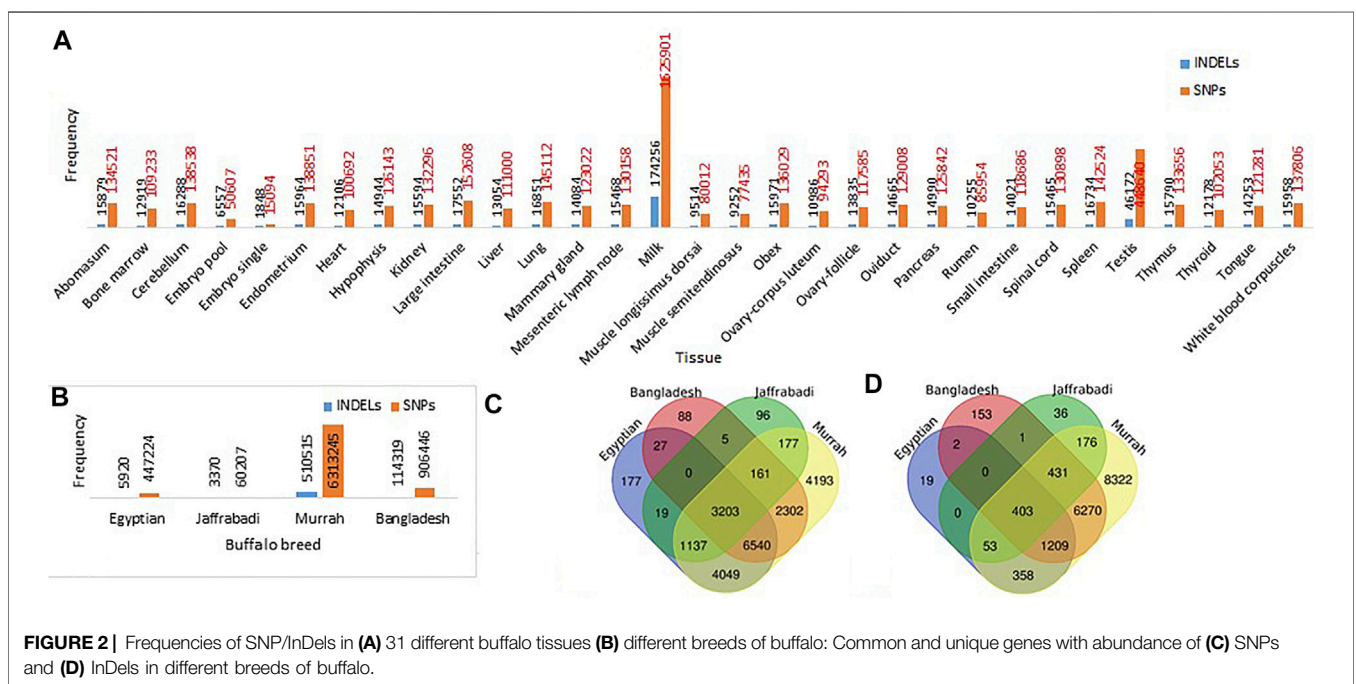 A
Frequency
INDELs
SNPs
15879 134521
12919 109233
16288 138538
6557 50607
1848 15094
15964 138851
12106 100692
14944 126143
15594 132296
17552 152608
13054 111000
16851 145112
14084 123022
15468 130158
174256 1625901
9514 80012
9252 77435
15971 136029
10986 94293
13835 117585
14665 129008
14990 125842
10255 85954
14021 118686
15465 130898
16734 142524
46172 448640
15790 133656
12178 102053
14253 121281
15958 137806
Abomasum
Bone marrow
Cerebellum
Embryo pool
Embryo single
Endometrium
Heart
Hypophysis
Kidney
Large intestine
Liver
Lung
Mammary gland
Mesenteric lymph node
Milk
Muscle longissimus dorsai
Muscle semitendinosus
Obex
Ovary-corpus luteum
Ovary-follicle
Oviduct
Pancreas
Rumen
Small intestine
Spinal cord
Spleen
Testis
Thymus
Thyroid
Tongue
White blood corpuscles
Tissue
B
INDELs SNPs
Frequency
5920 447224
3370 60207
510515 6313245
114319 906446
Egyptian Jaffrabadi Murrah Bangladesh
Buffalo breed
C
Bangladesh Jaffrabadi
Egyptian Murrah
88 96
27 5 177
177 0 161 4193
19 3203 2302
1137 6540
4049
D
Bangladesh Jaffrabadi
Egyptian Murrah
153 36
2 1 176
19 0 431 8322
0 403 6270
53 1209
358
FIGURE 2 | Frequencies of SNP/InDels in (A) 31 different buffalo tissues (B) different breeds of buffalo: Common and unique genes with abundance of (C) SNPs
and (D) InDels in different breeds of buffalo.